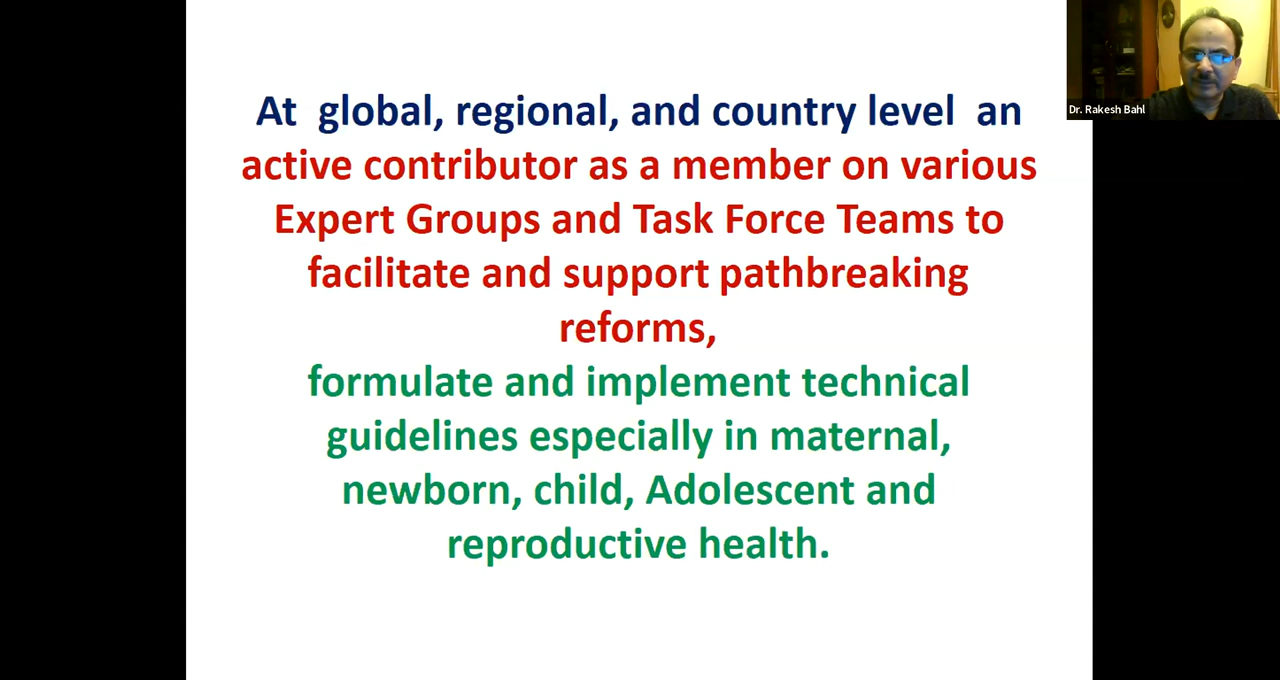 At global, regional, and country level an
active contributor as a member on various
Expert Groups and Task Force Teams to
facilitate and support pathbreaking
reforms,
formulate and implement technical
guidelines especially in maternal,
newborn, child, Adolescent and
reproductive health.
Dr. Rakesh Bahl